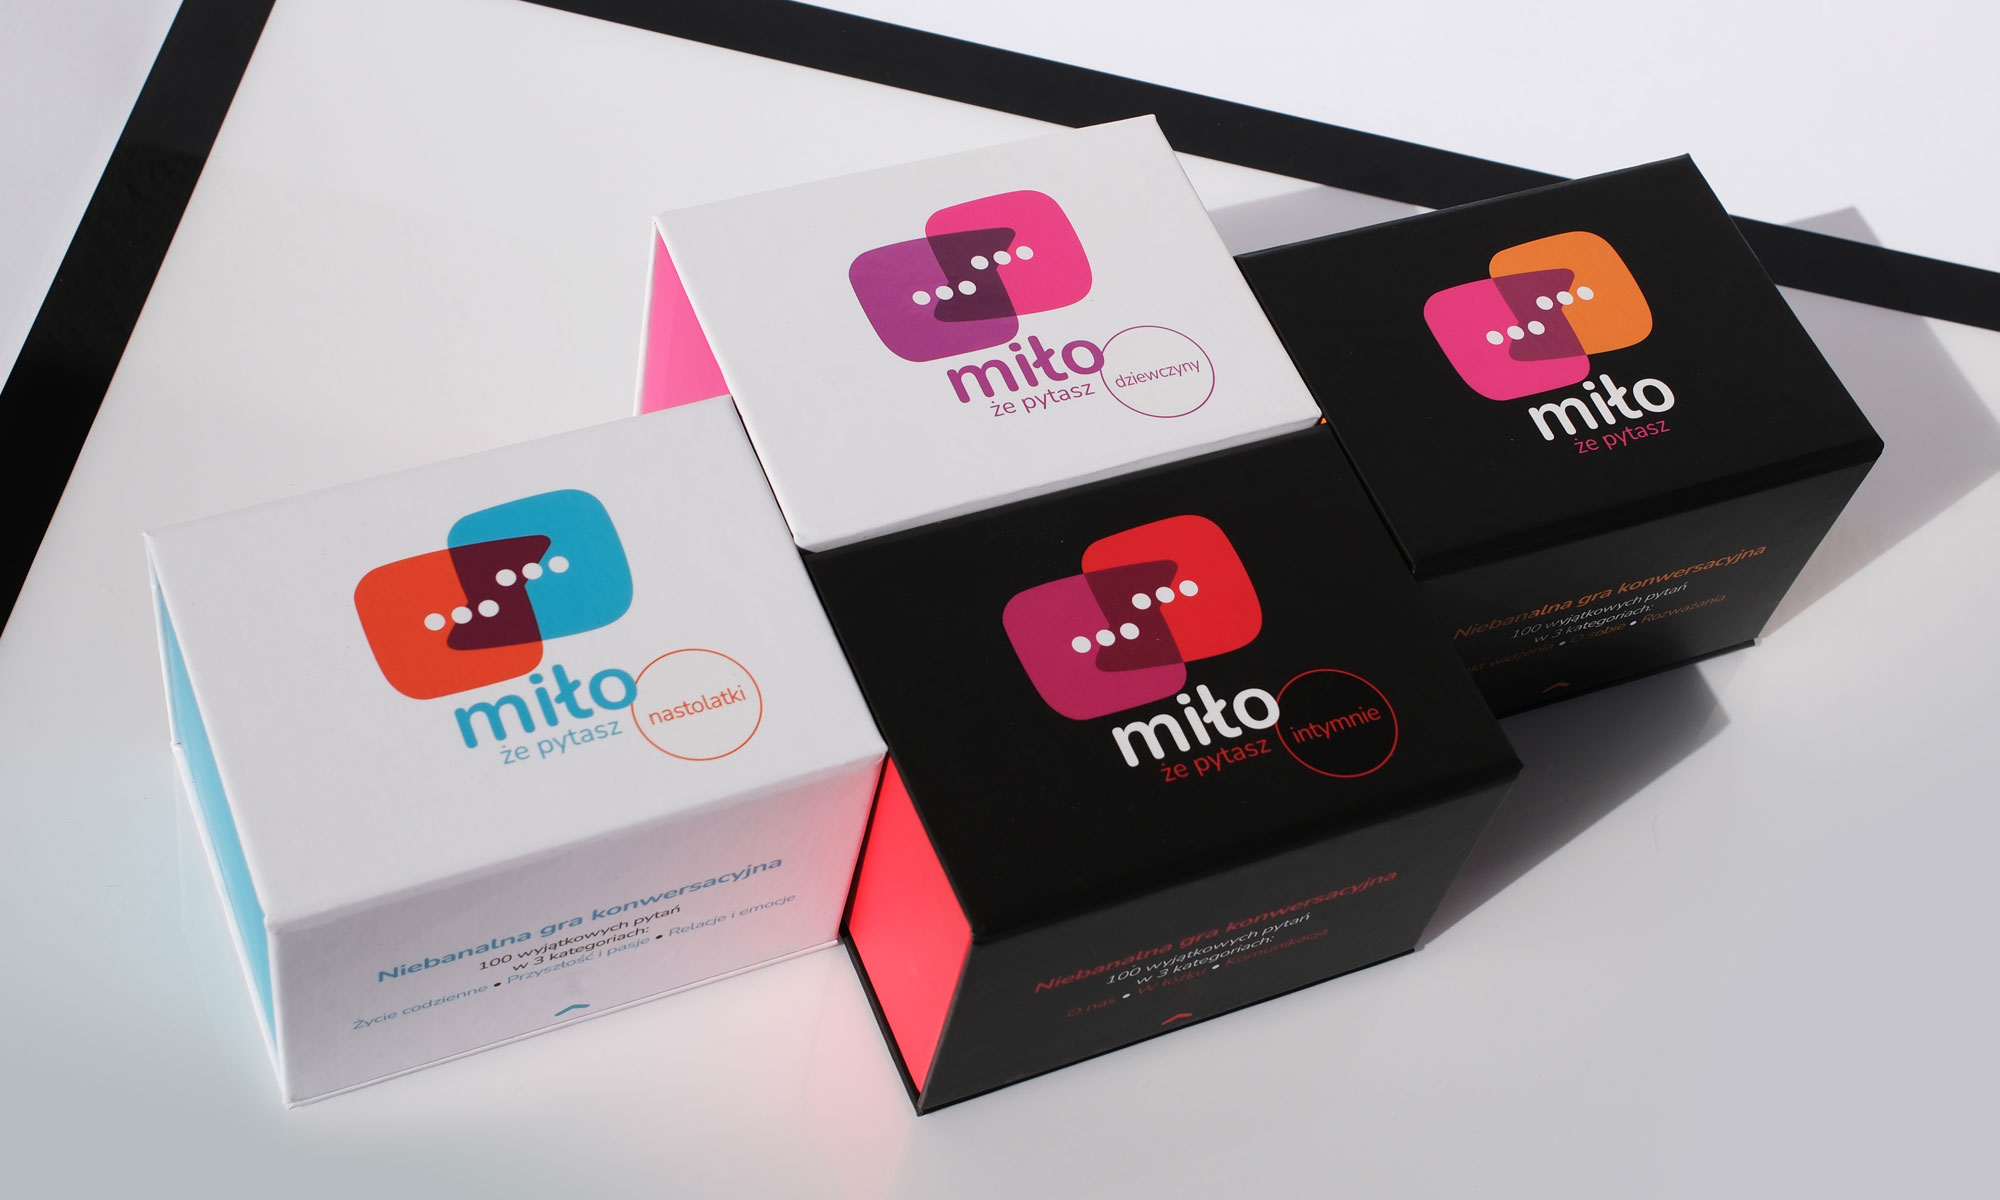 miło
że pytasz
dziewczyny
miło
że pytasz
Niebanalna gra konwersacyjna
100 wyjątkowych pytań
w 3 kategoriach:
widzenia • O sobie • Rozważania
miło
że pytasz
nastolatki
Niebanalna gra konwersacyjna
100 wyjątkowych pytań
w 3 kategoriach:
Życie codzienne • Przyszłość i pasje • Relacje i emocje
miło
że pytasz
intymnie
Niebanalna gra konwersacyjna
100 wyjątkowych pytań
w 3 kategoriach:
O nas • W łóżku • Komunikacja